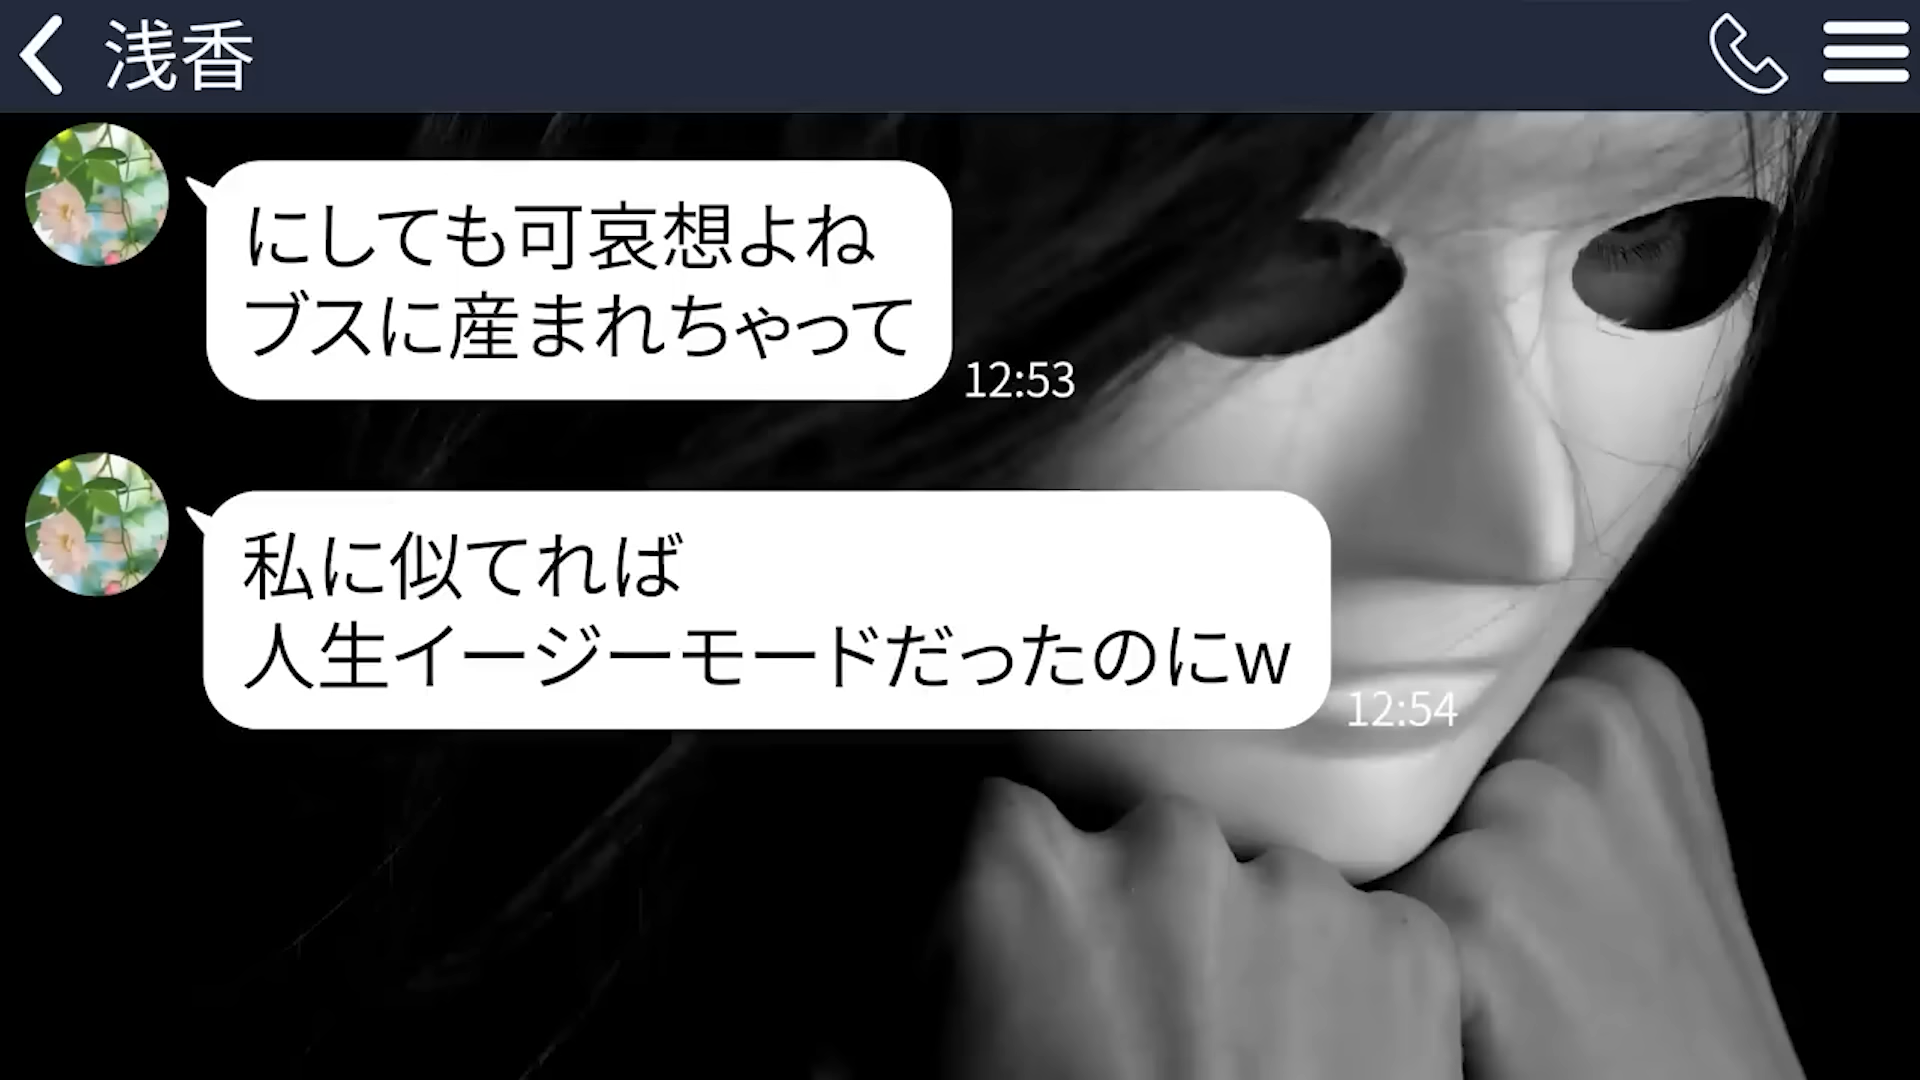 浅香
にしても可哀想よね
ブスに産まれちゃって
12:53
私に似てれば
人生イージーモードだったのにw
12:54